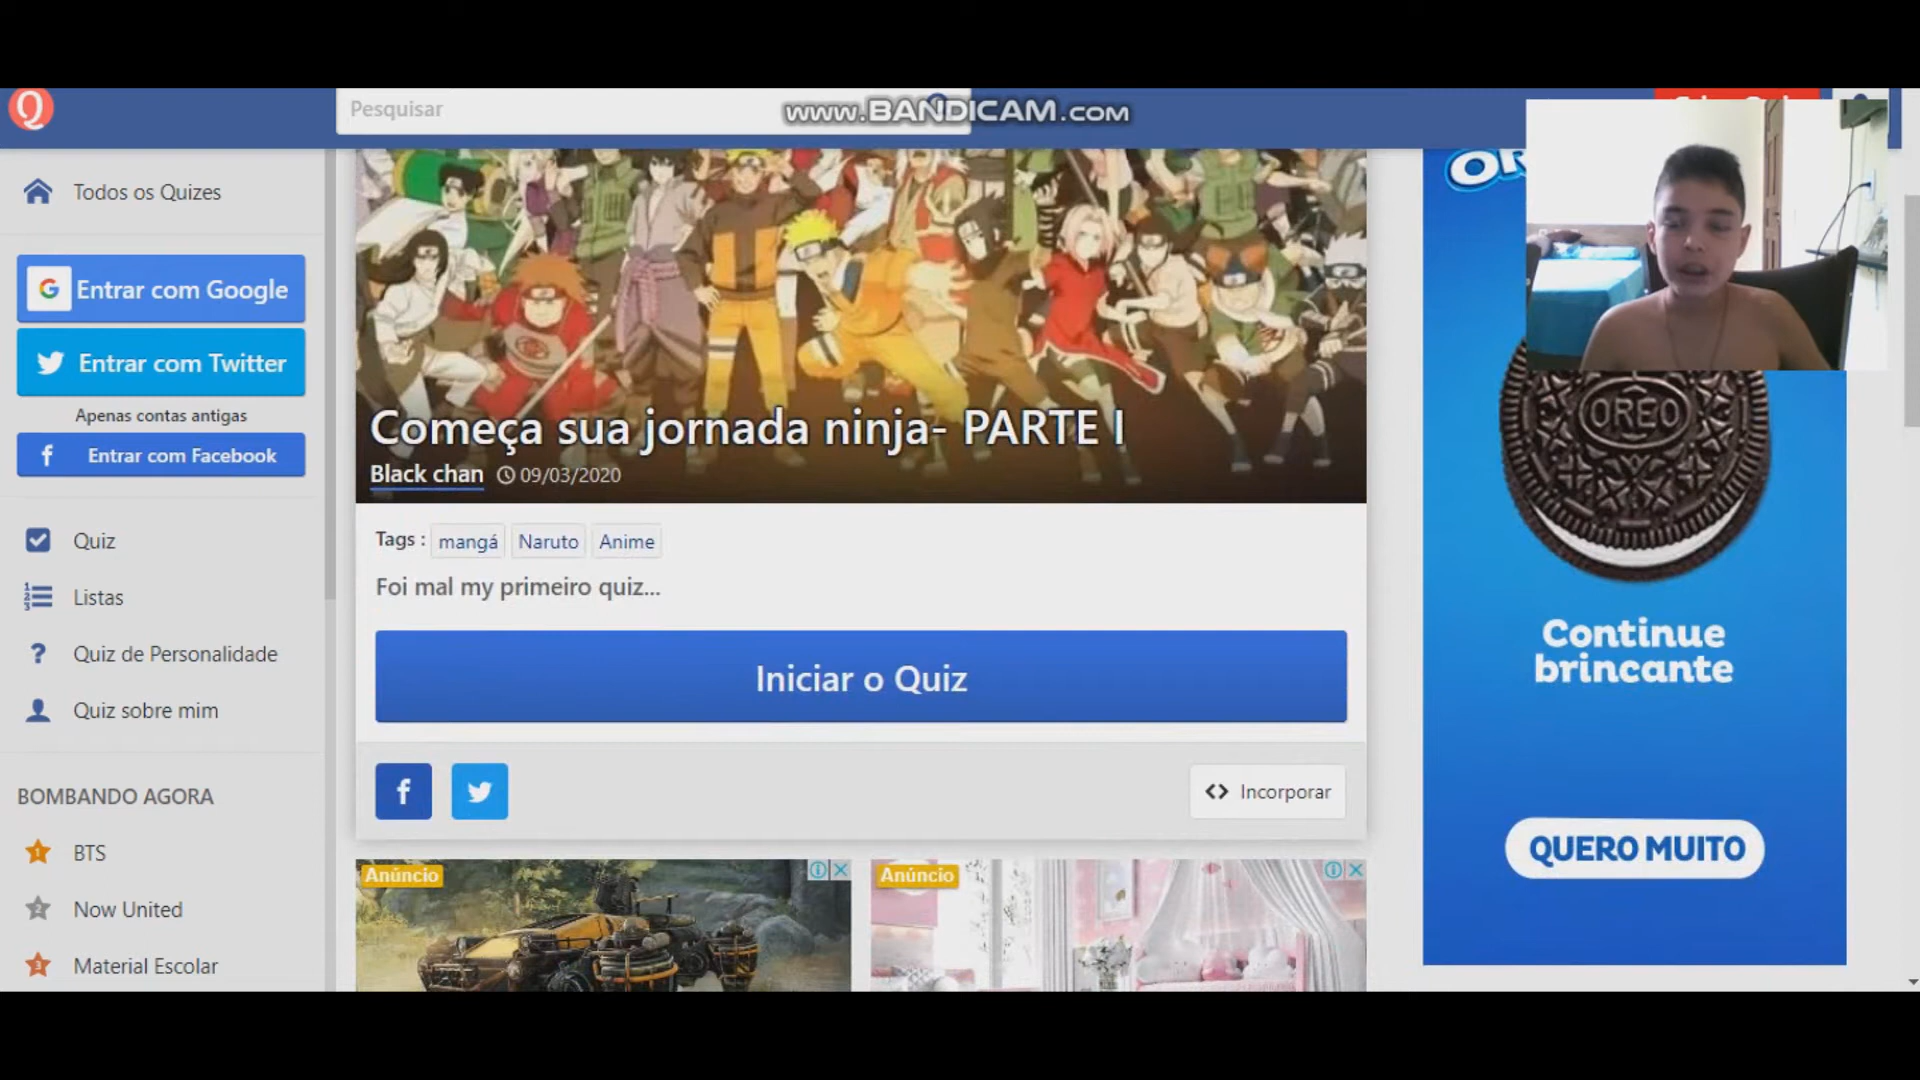 Q
Pesquisar
www.BANDICAM.com
Todos os Quizes
G Entrar com Google
Entrar com Twitter
Apenas contas antigas
f Entrar com Facebook
Quiz
Listas
? Quiz de Personalidade
Quiz sobre mim
BOMBANDO AGORA
1 BTS
2 Now United
3 Material Escolar
Começa sua jornada ninja- PARTE I
Black chan 09/03/2020
Tags : mangá Naruto Anime
Foi mal my primeiro quiz...
Iniciar o Quiz
f
<> Incorporar
Anúncio
Anúncio
OREO
Continue
brincante
QUERO MUITO